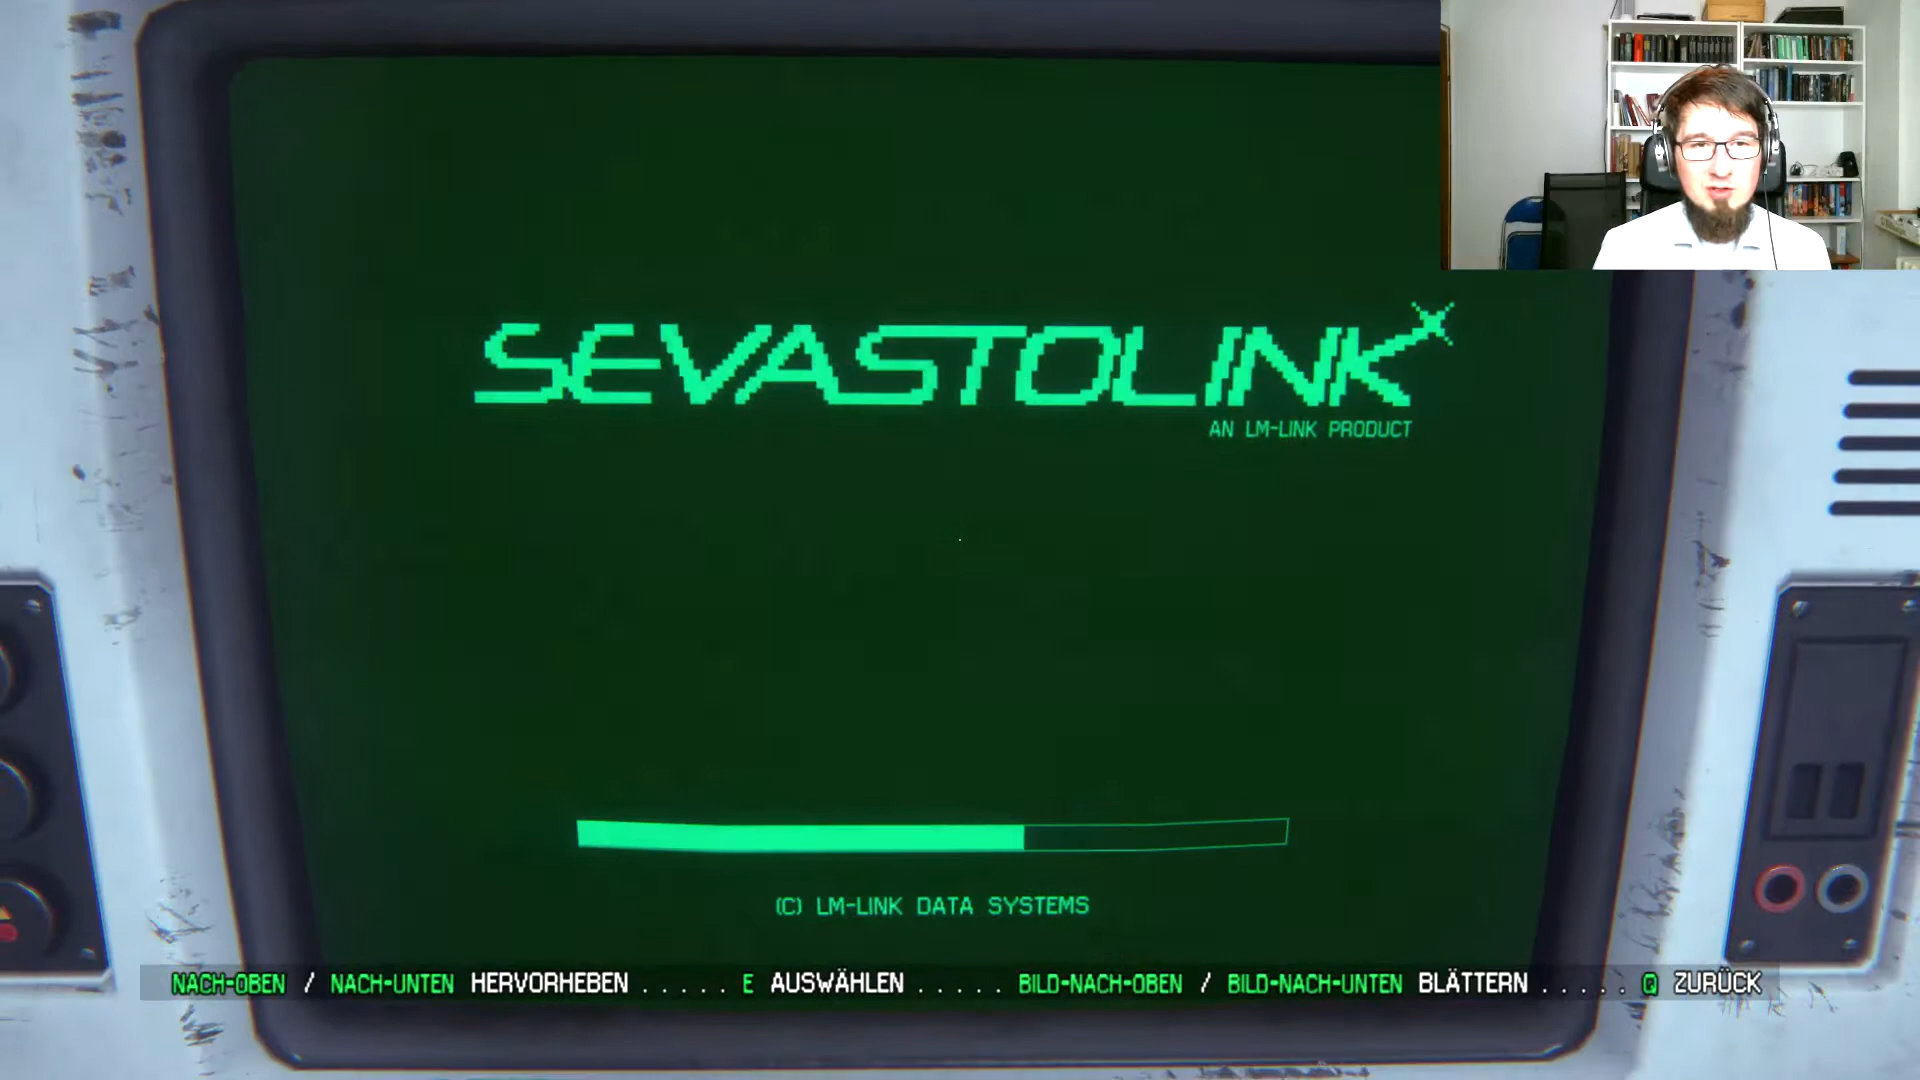 SEVASTOLINK
AN LM-LINK PRODUCT
(C) LM-LINK DATA SYSTEMS
NACH-OBEN / NACH-UNTEN HERVORHEBEN ..... E AUSWÄHLEN ..... BILD-NACH-OBEN / BILD-NACH-UNTEN BLÄTTERN ..... Q ZURÜCK